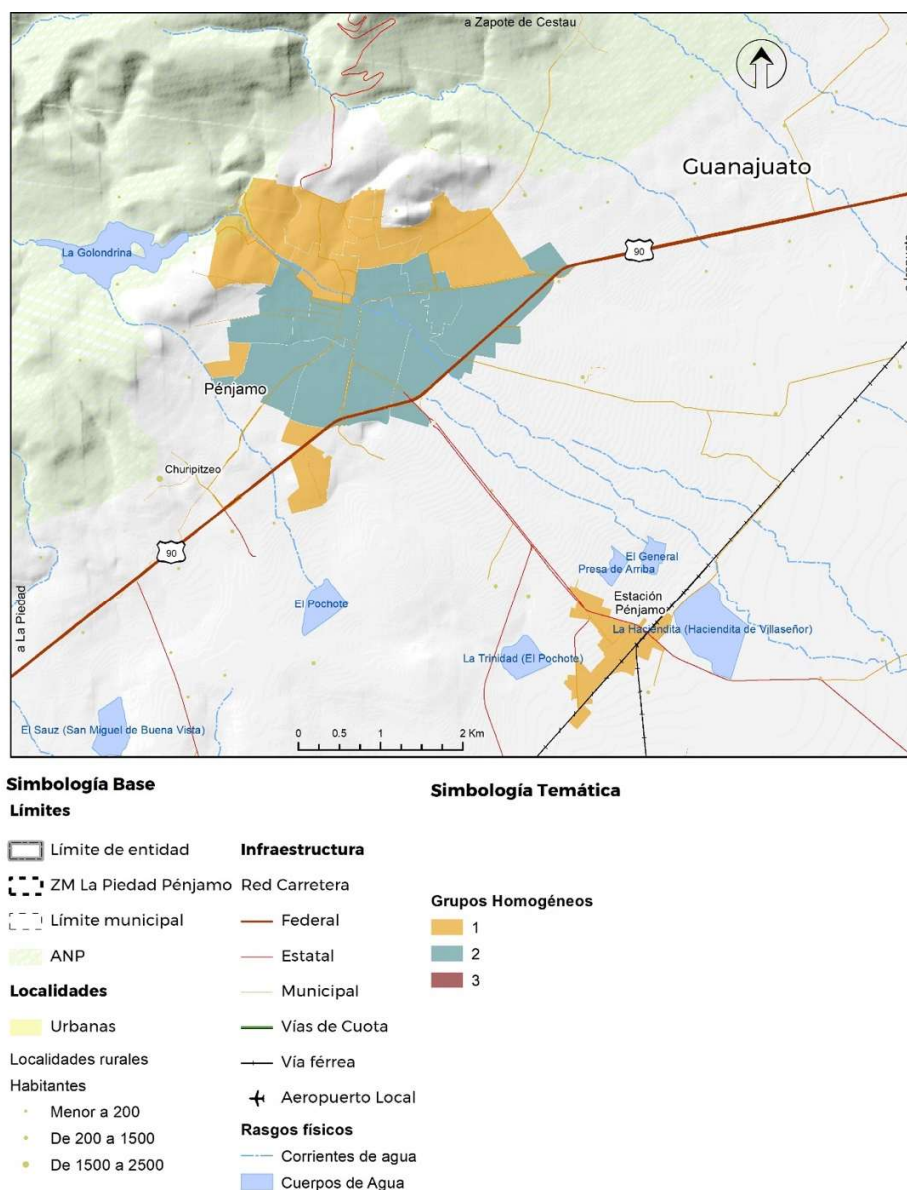 a Zapote de Cestau
Guanajuato
90
La Golondrina
Pénjamo
Churipitzeo
90
a La Piedad
El General
Presa de Arriba
Estación
Pénjamo
El Pochote
La Haciendita (Haciendita de Villaseñor)
La Trinidad (El Pochote)
El Sauz (San Miguel de Buena Vista)
0 0.5 1 2 Km
Simbología Base
Límites
Límite de entidad
ZM La Piedad Pénjamo
Límite municipal
ANP
Localidades
Urbanas
Localidades rurales
Habitantes
Menor a 200
De 200 a 1500
De 1500 a 2500
Infraestructura
Red Carretera
Federal
Estatal
Municipal
Vías de Cuota
Vía férrea
Aeropuerto Local
Rasgos físicos
Corrientes de agua
Cuerpos de Agua
Simbología Temática
Grupos Homogéneos
1
2
3